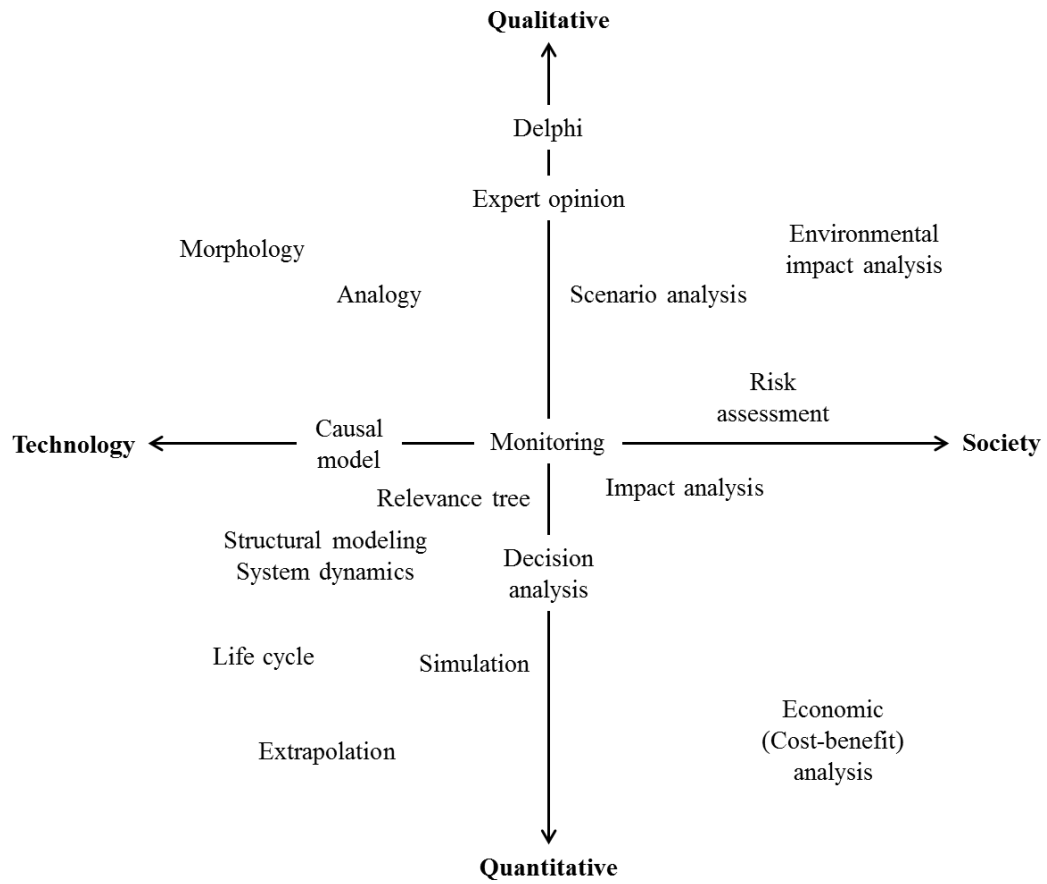 Qualitative
Delphi
Expert opinion
Morphology
Environmental
impact analysis
Analogy
Scenario analysis
Risk
assessment
Technology
Causal
model
Monitoring
Society
Relevance tree
Impact analysis
Structural modeling
System dynamics
Decision
analysis
Life cycle
Simulation
Extrapolation
Economic
(Cost-benefit)
analysis
Quantitative